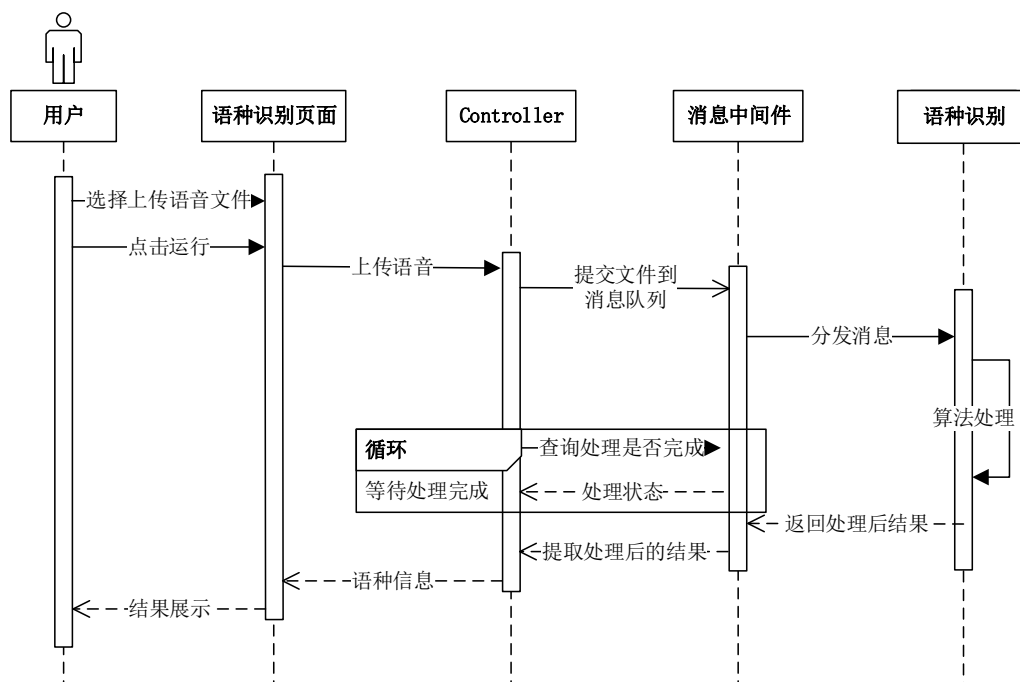 用户
语种识别页面
Controller
消息中间件
语种识别
选择上传语音文件
点击运行
上传语音
提交文件到
消息队列
分发消息
算法处理
循环
查询处理是否完成
等待处理完成
处理状态
返回处理后结果
提取处理后的结果
语种信息
结果展示